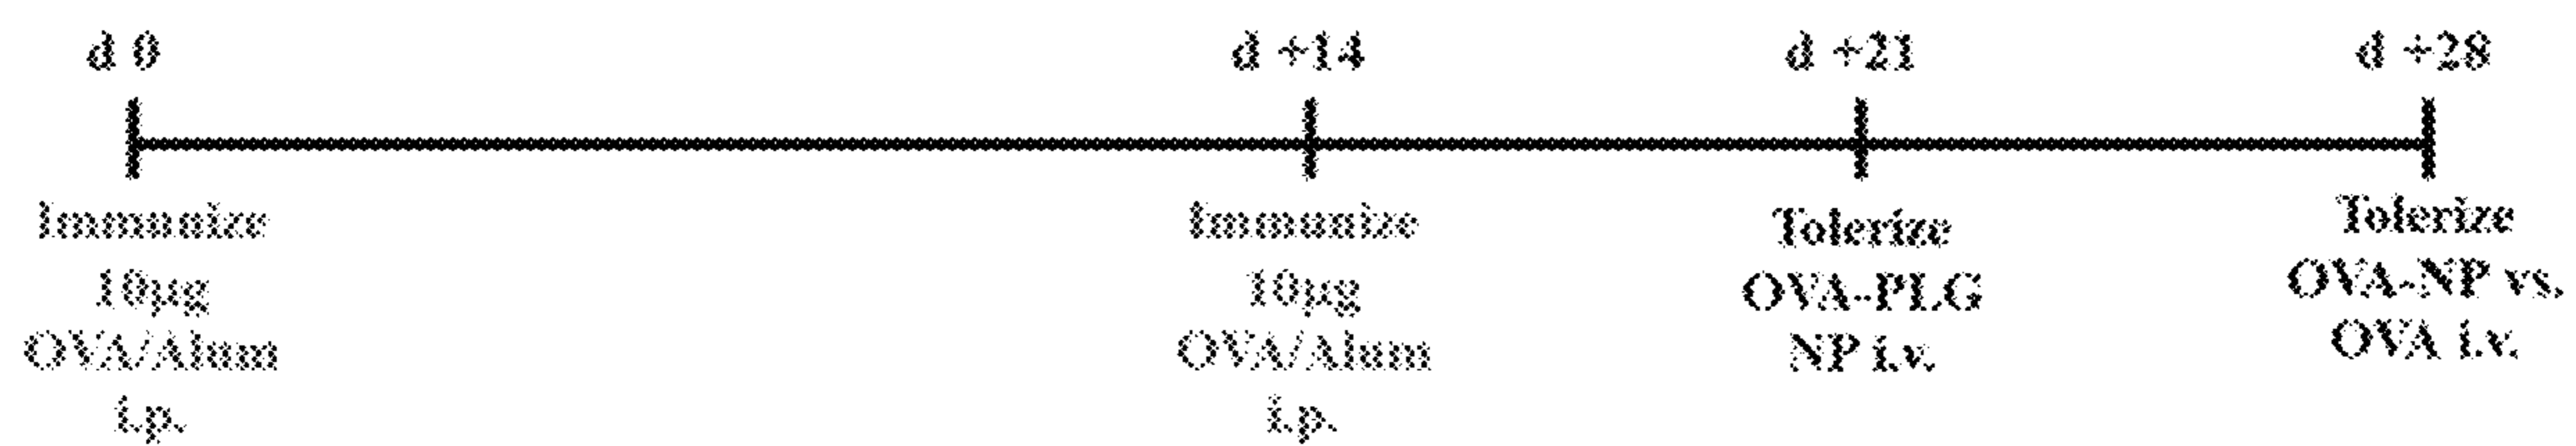 d 0
d +14
d +21
d +28
Immunize
10µg
OVA/Alum
i.p.
Immunize
10µg
OVA/Alum
i.p.
Tolerize
OVA-PLG
NP i.v.
Tolerize
OVA-NP vs.
OVA i.v.